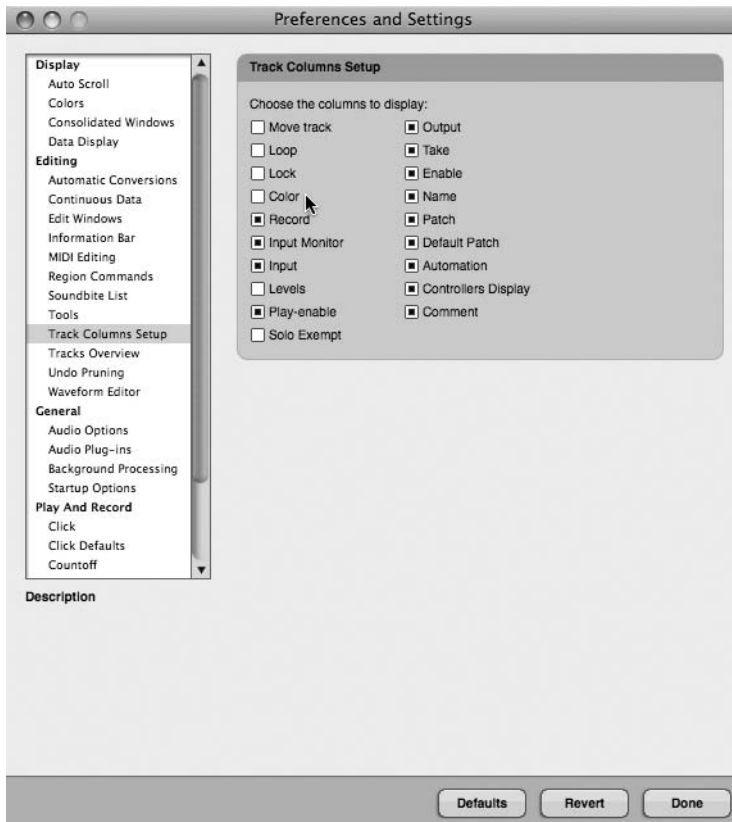 Preferences and Settings
Display
Auto Scroll
Colors
Consolidated Windows
Data Display
Editing
Automatic Conversions
Continuous Data
Edit Windows
Information Bar
MIDI Editing
Region Commands
Soundbite List
Tools
Track Columns Setup
Tracks Overview
Undo Pruning
Waveform Editor
General
Audio Options
Audio Plug-ins
Background Processing
Startup Options
Play And Record
Click
Click Defaults
Countoff
Description
Track Columns Setup
Choose the columns to display:
Move track
Loop
Lock
Color
Record
Input Monitor
Input
Levels
Play-enable
Solo Exempt
Output
Take
Enable
Name
Patch
Default Patch
Automation
Controllers Display
Comment
Defaults
Revert
Done